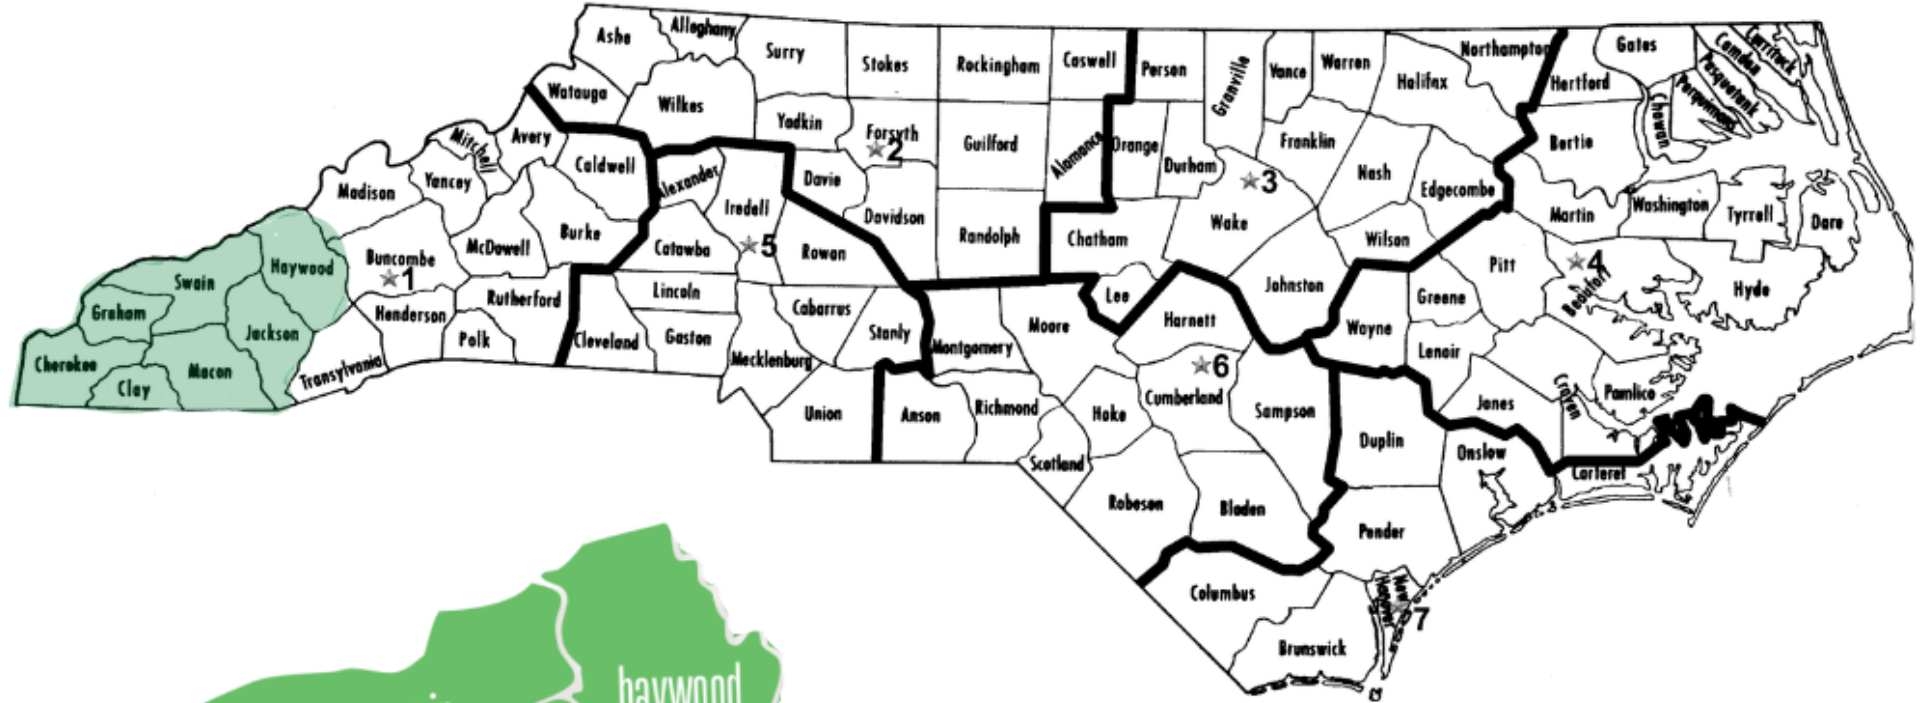 Ashe
Alleghany
Surry
Stokes
Rockingham
Caswell
Person
Granville
Vance
Warren
Halifax
Northampton
Hertford
Gates
Camden
Currituck
Pasquotank
Perquimans
Chowan
Watauga
Wilkes
Yadkin
Forsyth
2
Guilford
Alamance
Orange
Durham
Franklin
Nash
Edgecombe
Bertie
Mitchell
Avery
Caldwell
Alexander
Iredell
Davie
Davidson
3
Wake
Madison
Yancey
Martin
Washington
Tyrrell
Dare
Buncombe
1
McDowell
Burke
Catawba
5
Rowan
Randolph
Chatham
Wilson
Pitt
4
Beaufort
Hyde
Haywood
Swain
Graham
Jackson
Henderson
Rutherford
Lincoln
Cabarrus
Stanly
Moore
Lee
Harnett
Johnston
Wayne
Greene
Lenoir
Cherokee
Clay
Macon
Transylvania
Polk
Cleveland
Gaston
Mecklenburg
Montgomery
6
Cumberland
Sampson
Union
Anson
Richmond
Hoke
Scotland
Duplin
Jones
Craven
Pamlico
Onslow
Carteret
Robeson
Bladen
Pender
Columbus
New
Hanover
7
Brunswick
haywood